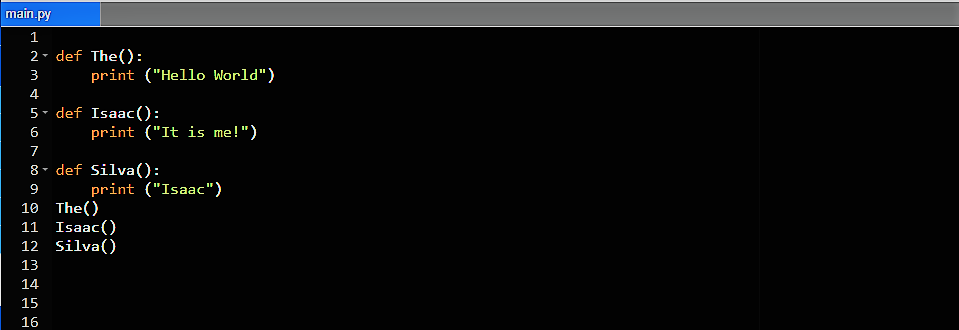 main.py
1
2 def The():
3     print ("Hello World")
4
5 def Isaac():
6     print ("It is me!")
7
8 def Silva():
9     print ("Isaac")
10 The()
11 Isaac()
12 Silva()
13
14
15
16